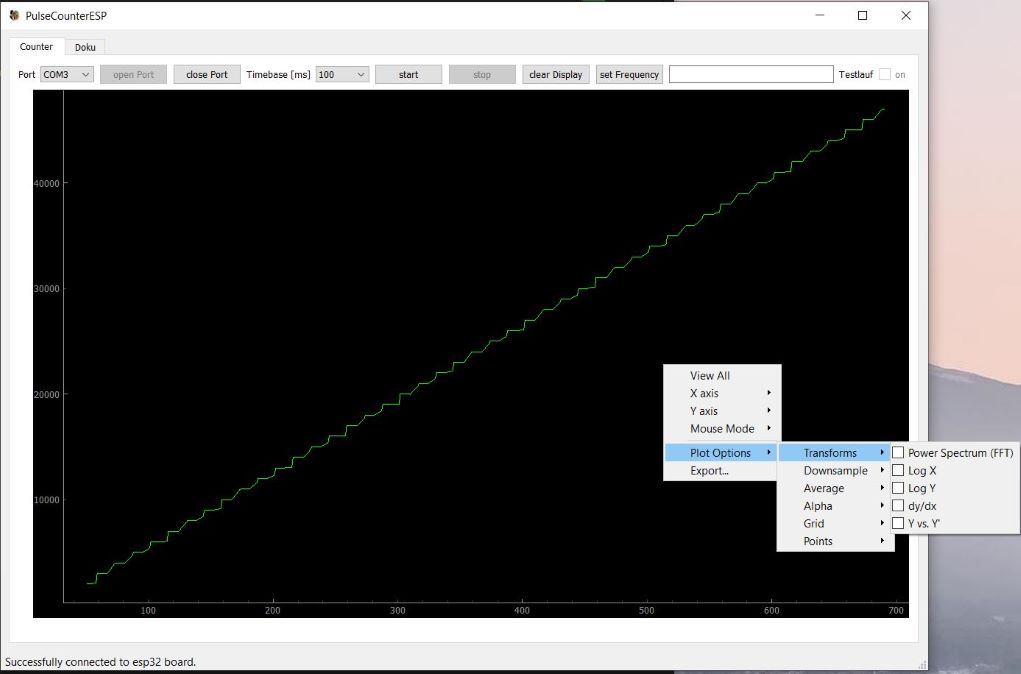 PulseCounterESP
Counter Doku
Port COM3 open Port close Port Timebase [ms] 100 start stop clear Display set Frequency Testlauf on
40000
30000
20000
10000
100 200 300 400 500 600 700
View All
X axis
Y axis
Mouse Mode
Plot Options
Export...
Transforms
Downsample
Average
Alpha
Grid
Points
Power Spectrum (FFT)
Log X
Log Y
dy/dx
Y vs. Y'
Successfully connected to esp32 board.